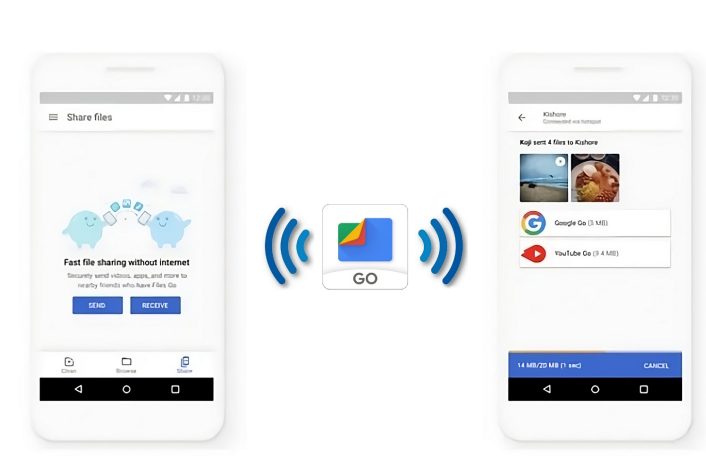 12:30
Share files
Fast file sharing without internet
Securely send videos, apps, and more to
nearby friends who have Files Go
SEND
RECEIVE
Clean
Browse
Share
GO
12:30
Kishore
Connected via hotspot
Koji sent 4 files to Kishore
Google Go (3 MB)
YouTube Go (9.4 MB)
14 MB/20 MB (1 sec)
CANCEL